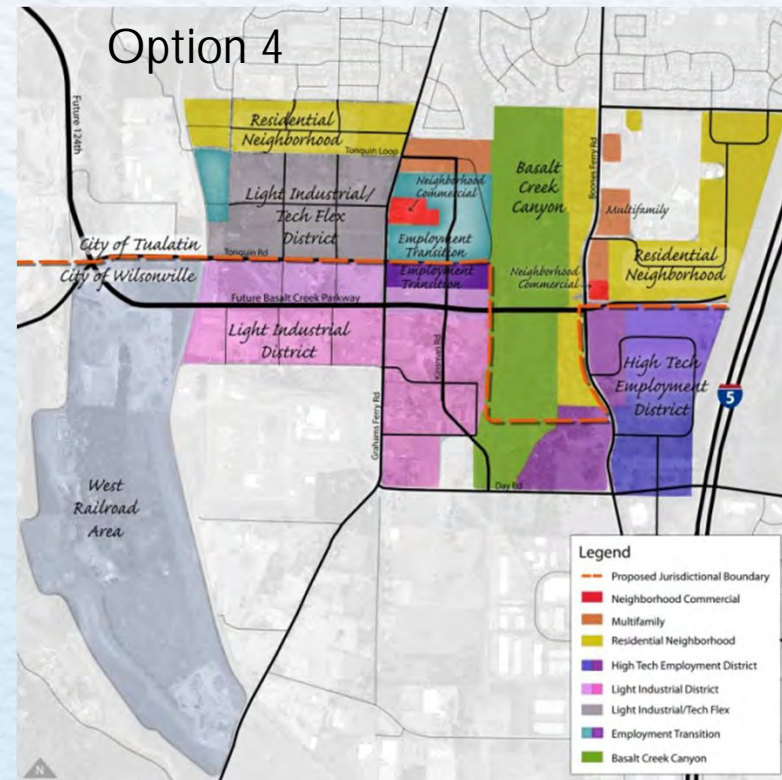 Option 4
Future 124th
Residential
Neighborhood
Tonquin Loop
Light Industrial/
Tech Flex
District
Neighborhood
Commercial
Basalt
Creek
Canyon
Boones Ferry Rd
Multifamily
City of Tualatin
Tonquin Rd
Employment
Transition
Residential
Neighborhood
City of Wilsonville
Employment
Transition
Neighborhood
Commercial
Future Basalt Creek Parkway
Light Industrial
District
Kinsman Rd
High Tech
Employment
District
5
Grahams Ferry Rd
West
Railroad
Area
Day Rd
Legend
Proposed Jurisdictional Boundary
Neighborhood Commercial
Multifamily
Residential Neighborhood
High Tech Employment District
Light Industrial District
Light Industrial/Tech Flex
Employment Transition
Basalt Creek Canyon
N